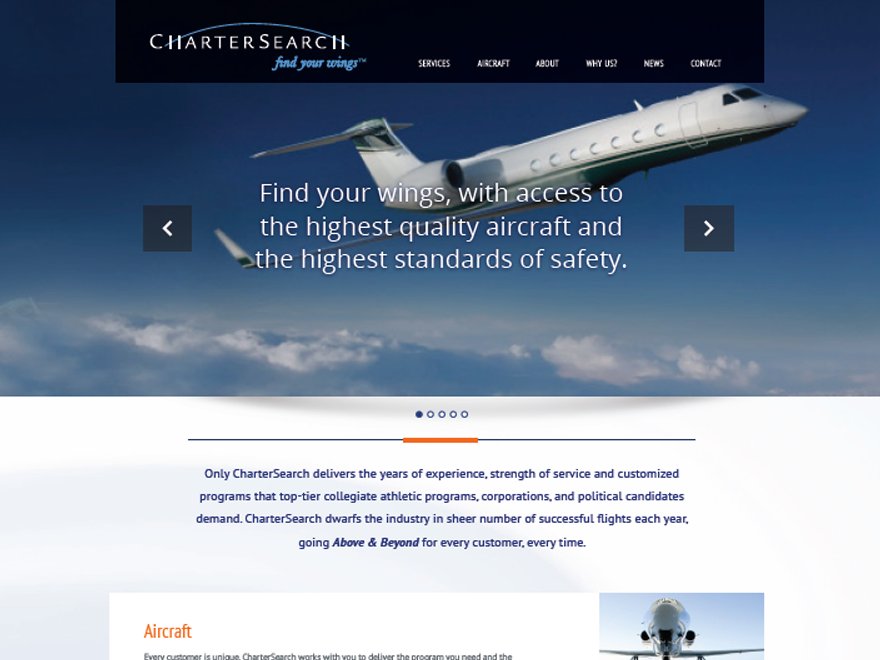 CHARTERSEARCH
find your wings™
SERVICES AIRCRAFT ABOUT WHY US? NEWS CONTACT
Find your wings, with access to
the highest quality aircraft and
the highest standards of safety.
Only CharterSearch delivers the years of experience, strength of service and customized
programs that top-tier collegiate athletic programs, corporations, and political candidates
demand. CharterSearch dwarfs the industry in sheer number of successful flights each year,
going Above & Beyond for every customer, every time.
Aircraft
Every customer is unique. CharterSearch works with you to deliver the program you need and the